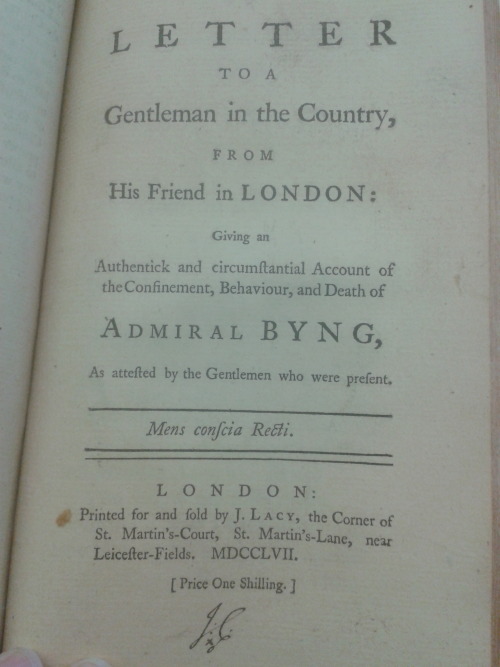 LETTER
TO A
Gentleman in the Country,
FROM
His Friend in LONDON:
Giving an
Authentick and circumſtantial Account of
the Confinement, Behaviour, and Death of
ADMIRAL BYNG,
As atteſted by the Gentlemen who were preſent.
Mens conſcia Recti.
LONDON:
Printed for and ſold by J. LACY, the Corner of
St. Martin's-Court, St. Martin's-Lane, near
Leiceſter-Fields. MDCCLVII.
[ Price One Shilling. ]